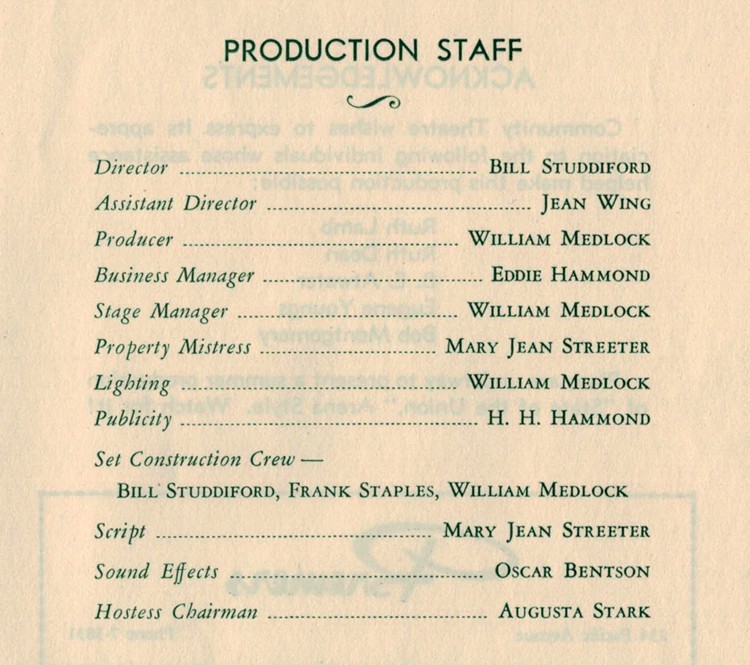 PRODUCTION STAFF
Director BILL STUDDIFORD
Assistant Director JEAN WING
Producer WILLIAM MEDLOCK
Business Manager EDDIE HAMMOND
Stage Manager WILLIAM MEDLOCK
Property Mistress MARY JEAN STREETER
Lighting WILLIAM MEDLOCK
Publicity H. H. HAMMOND
Set Construction Crew —
BILL STUDDIFORD, FRANK STAPLES, WILLIAM MEDLOCK
Script MARY JEAN STREETER
Sound Effects OSCAR BENTSON
Hostess Chairman AUGUSTA STARK